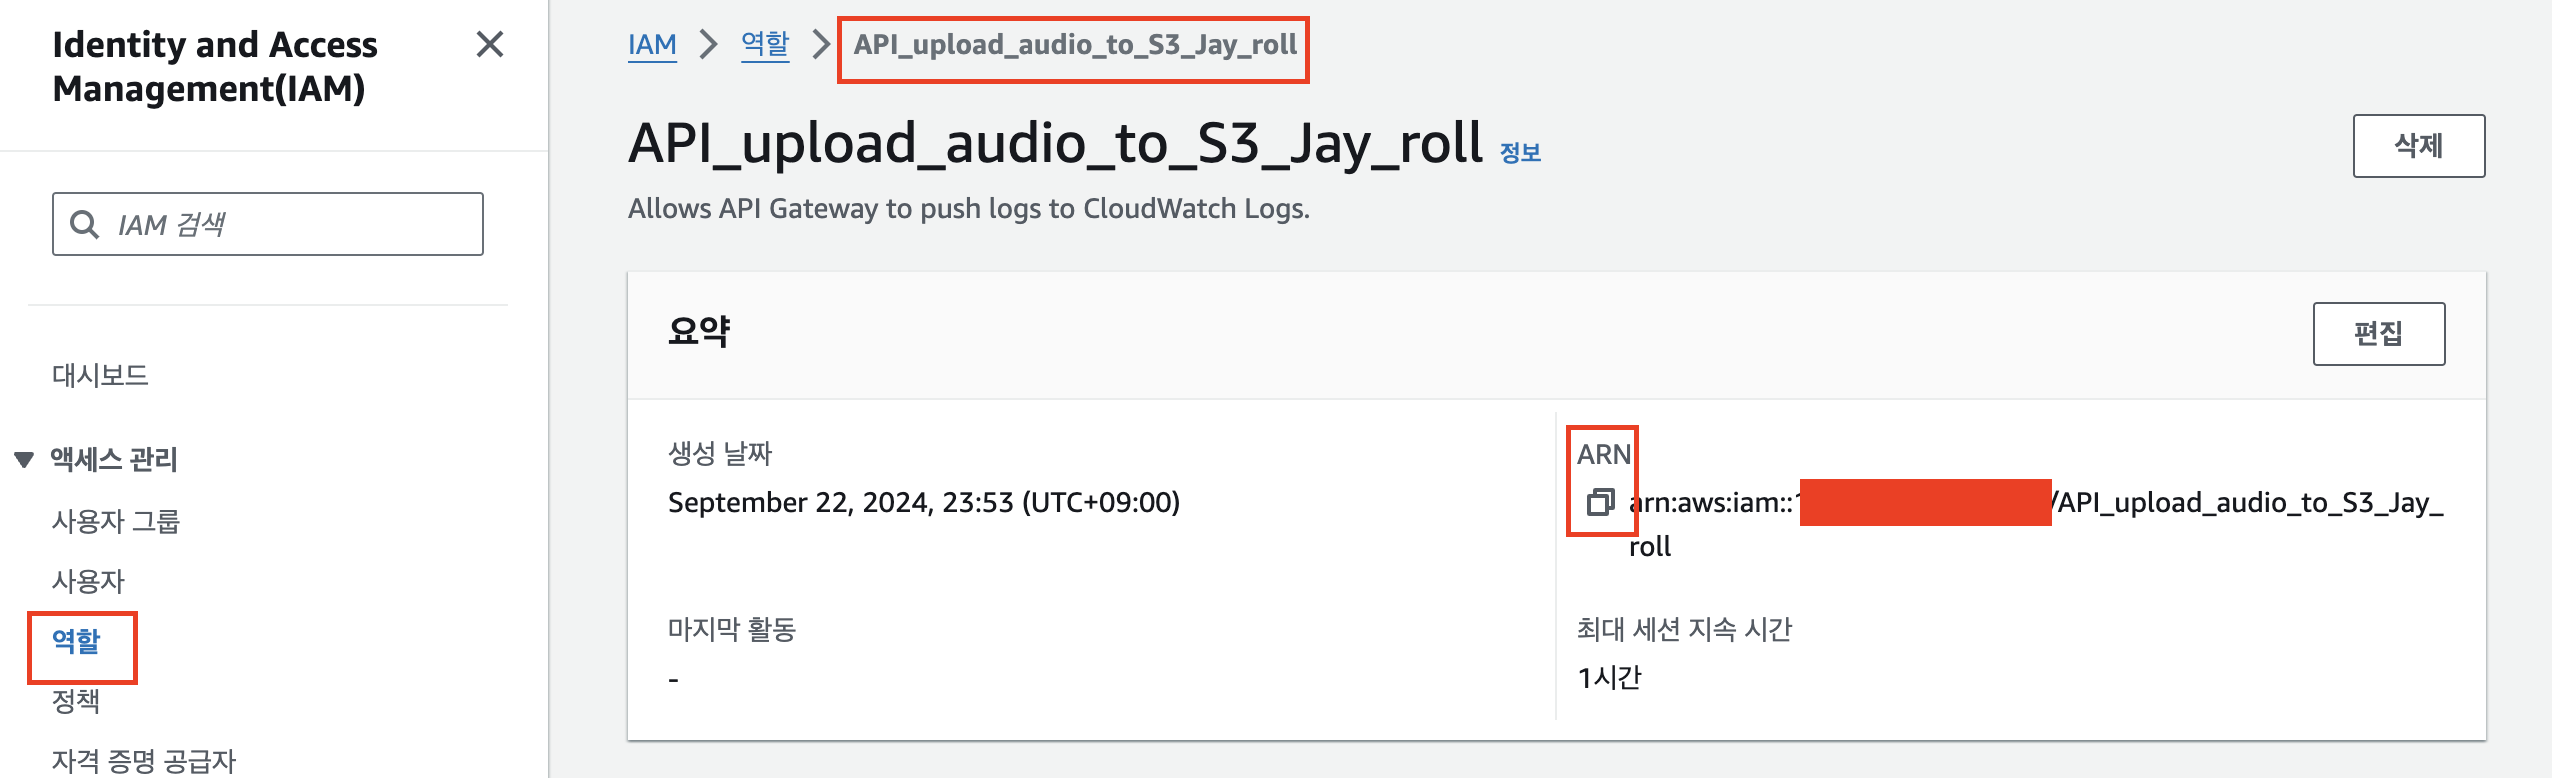 Identity and Access
Management(IAM)
IAM 검색
대시보드
액세스 관리
사용자 그룹
사용자
역할
정책
자격 증명 공급자
IAM > 역할 > API_upload_audio_to_S3_Jay_roll
API_upload_audio_to_S3_Jay_roll 정보
삭제
Allows API Gateway to push logs to CloudWatch Logs.
요약
편집
생성 날짜
September 22, 2024, 23:53 (UTC+09:00)
ARN
arn:aws:iam:: /API_upload_audio_to_S3_Jay_
roll
마지막 활동
-
최대 세션 지속 시간
1시간